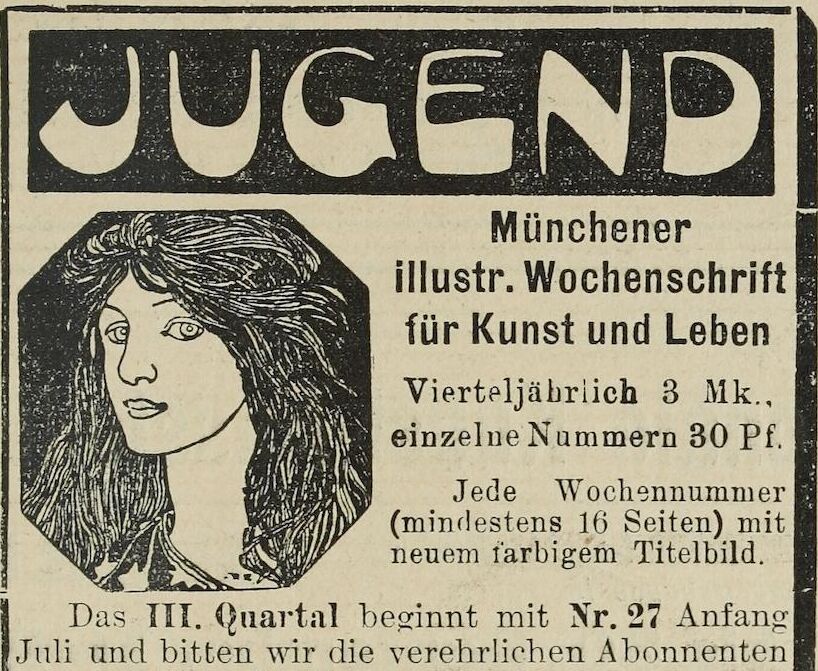 JUGEND
Münchener
illustr. Wochenschrift
für Kunst und Leben
Vierteljährlich 3 Mk.,
einzelne Nummern 30 Pf.
Jede Wochennummer
(mindestens 16 Seiten) mit
neuem farbigem Titelbild.
Das III. Quartal beginnt mit Nr. 27 Anfang
Juli und bitten wir die verehrlichen Abonnenten